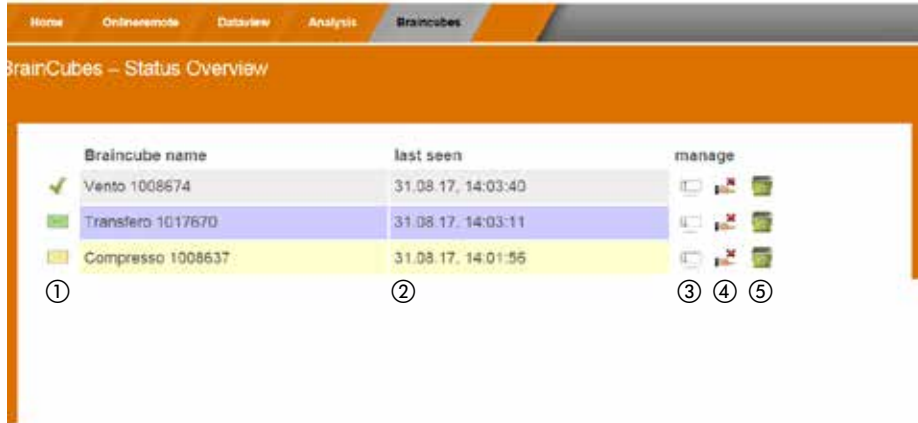 Home Onlineremote Dataview Analysis Braincubes
BrainCubes – Status Overview
Braincube name last seen manage
Vento 1008674 31.08.17, 14:03:40
Transfero 1017670 31.08.17, 14:03:11
Compresso 1008637 31.08.17, 14:01:56
① ② ③ ④ ⑤